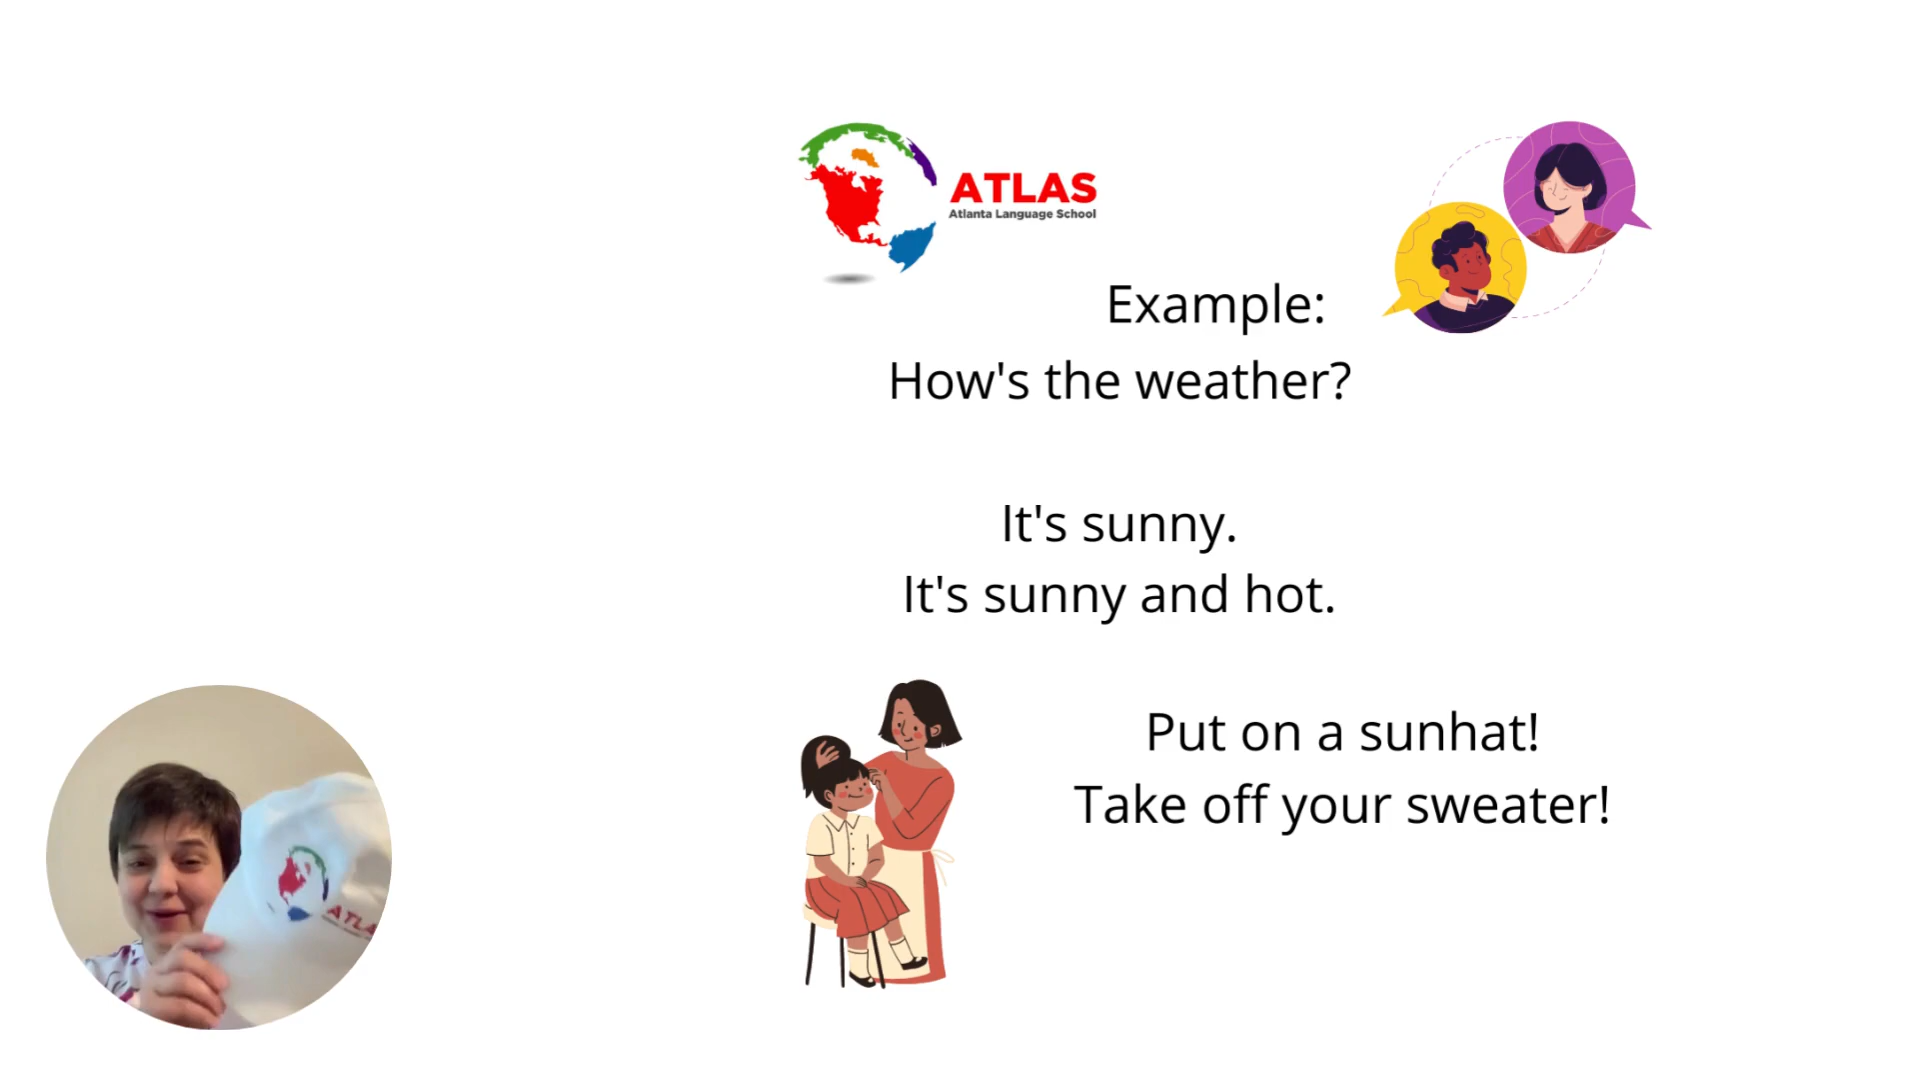 ATLAS
Atlanta Language School
Example:
How's the weather?
It's sunny.
It's sunny and hot.
Put on a sunhat!
Take off your sweater!